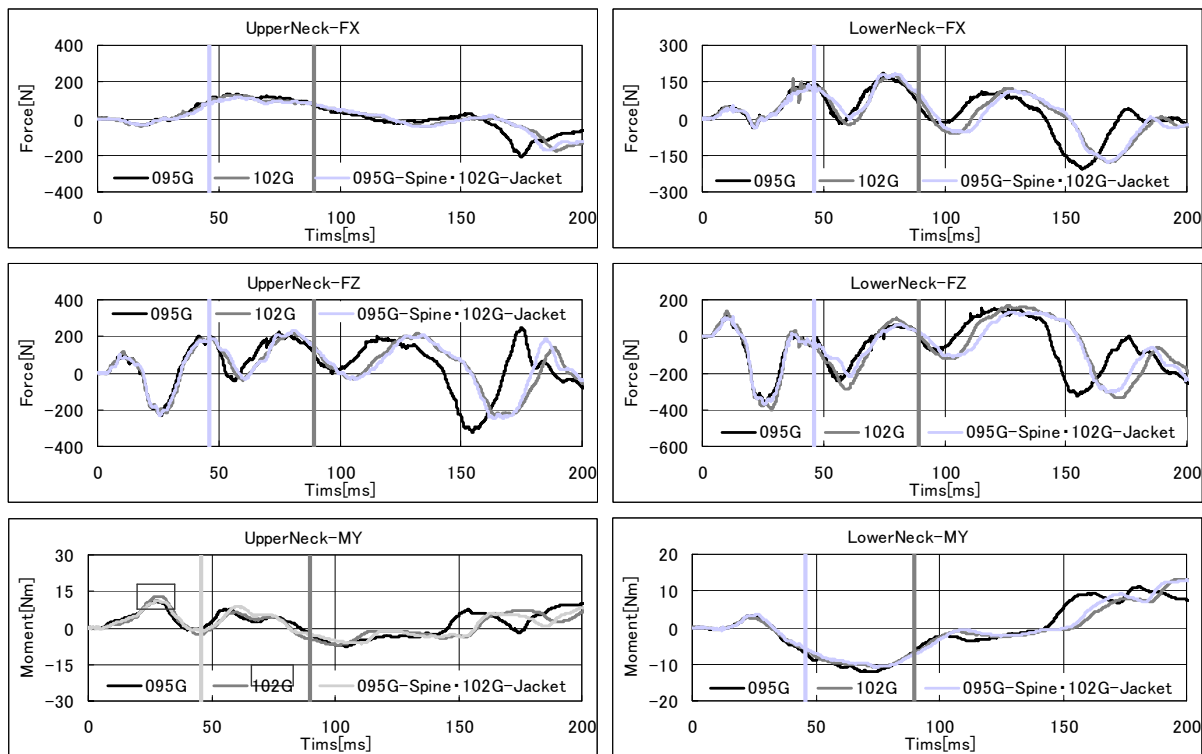 UpperNeck-FX
Force[N]
400
200
0
-200
-400
095G 102G 095G-Spine・102G-Jacket
0 50 100 150 200
Tims[ms]
LowerNeck-FX
Force[N]
300
150
0
-150
-300
095G 102G 095G-Spine・102G-Jacket
0 50 100 150 200
Tims[ms]
UpperNeck-FZ
Force[N]
400
200
0
-200
-400
-600
095G 102G 095G-Spine・102G-Jacket
0 50 100 150 200
Tims[ms]
LowerNeck-FZ
Force[N]
200
0
-200
-400
-600
095G 102G 095G-Spine・102G-Jacket
0 50 100 150 200
Tims[ms]
UpperNeck-MY
Moment[Nm]
30
15
0
-15
-30
095G 102G 095G-Spine・102G-Jacket
0 50 100 150 200
Tims[ms]
LowerNeck-MY
Moment[Nm]
20
10
0
-10
-20
095G 102G 095G-Spine・102G-Jacket
0 50 100 150 200
Tims[ms]